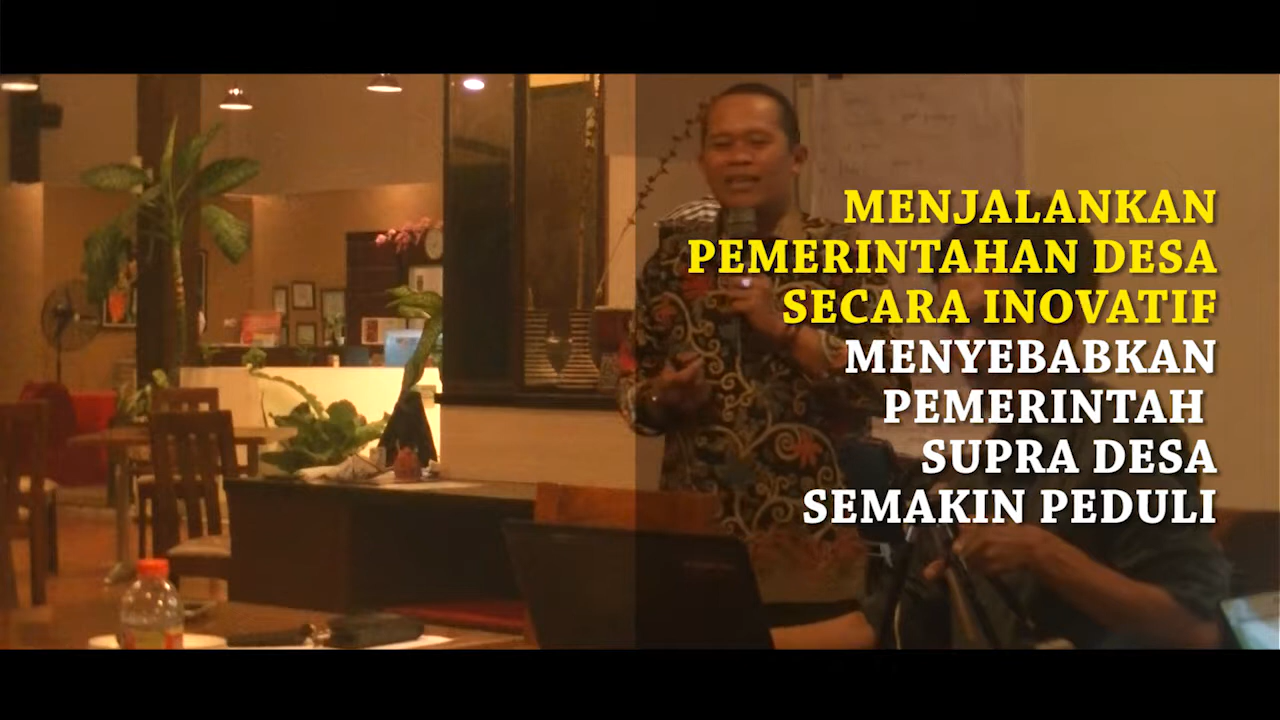 MENJALANKAN
PEMERINTAHAN DESA
SECARA INOVATIF
MENYEBABKAN
PEMERINTAH
SUPRA DESA
SEMAKIN PEDULI